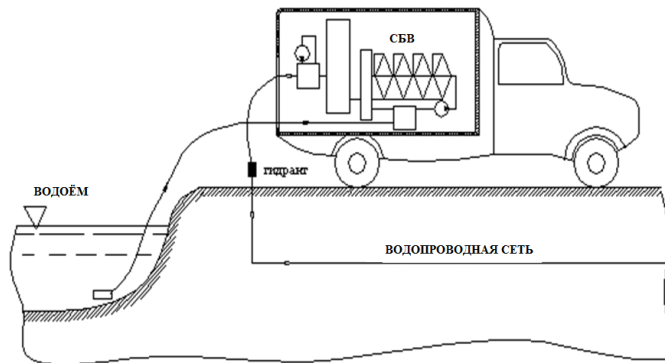 СБВ
гидрант
ВОДОЁМ
ВОДОПРОВОДНАЯ СЕТЬ